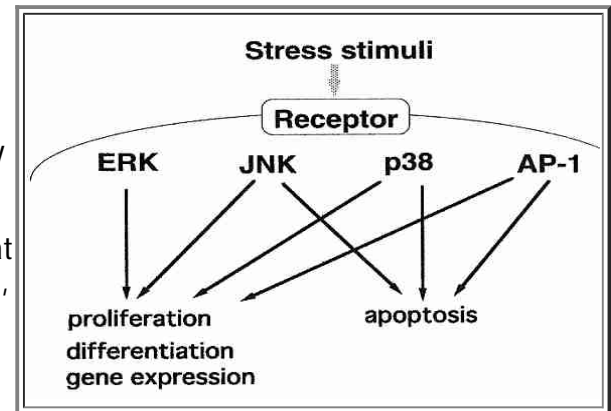 Stress stimuli
Receptor
ERK JNK p38 AP-1
proliferation apoptosis
differentiation
gene expression